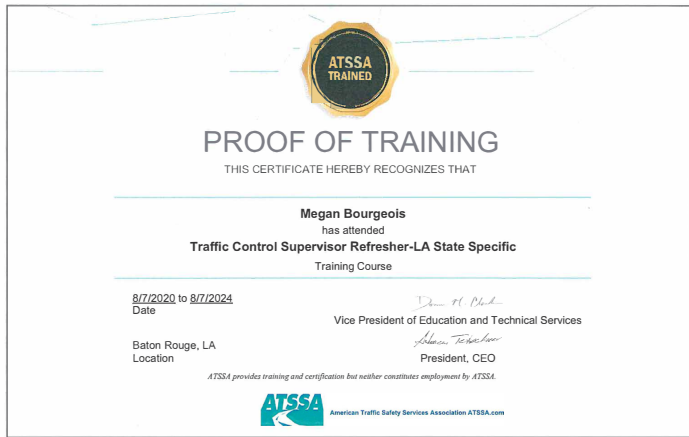 ATSSA
TRAINED
PROOF OF TRAINING
THIS CERTIFICATE HEREBY RECOGNIZES THAT
Megan Bourgeois
has attended
Traffic Control Supervisor Refresher-LA State Specific
Training Course
8/7/2020 to 8/7/2024
Date
Vice President of Education and Technical Services
Baton Rouge, LA
Location
President, CEO
ATSSA provides training and certification but neither constitutes employment by ATSSA.
ATSSA
American Traffic Safety Services Association ATSSA.com